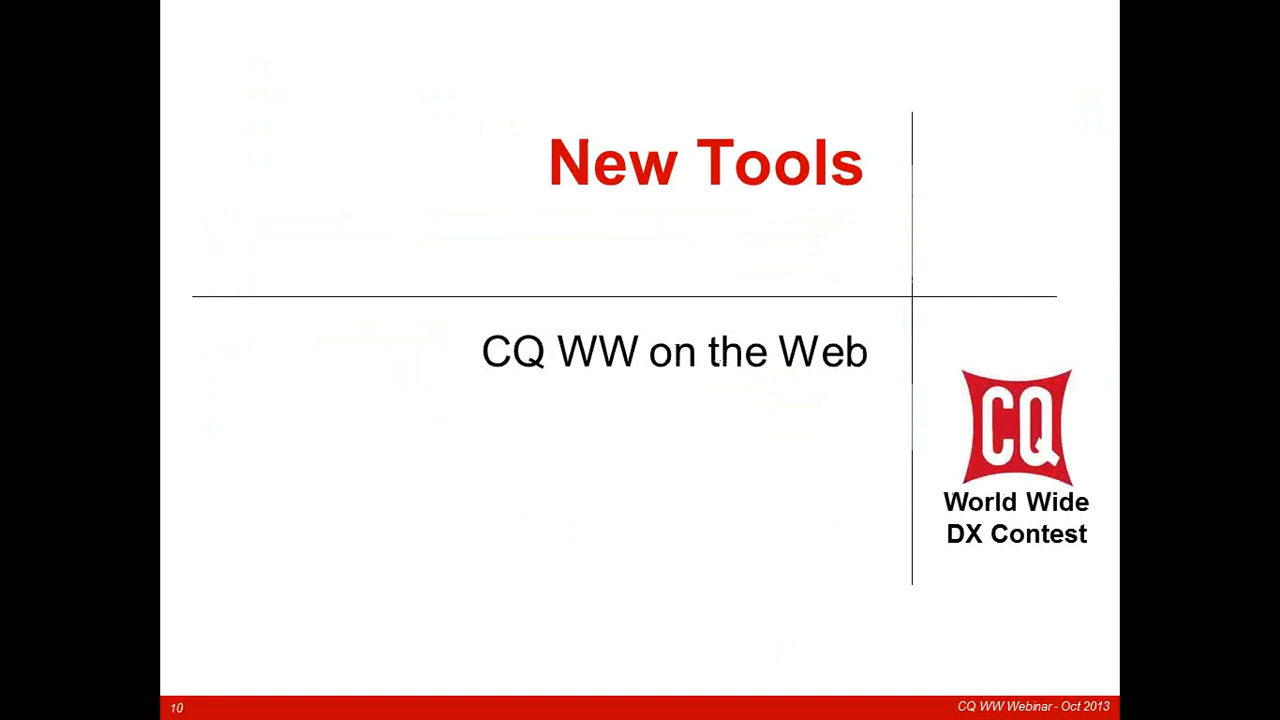 New Tools
CQ WW on the Web
CQ
World Wide
DX Contest
10
CQ WW Webinar - Oct 2013